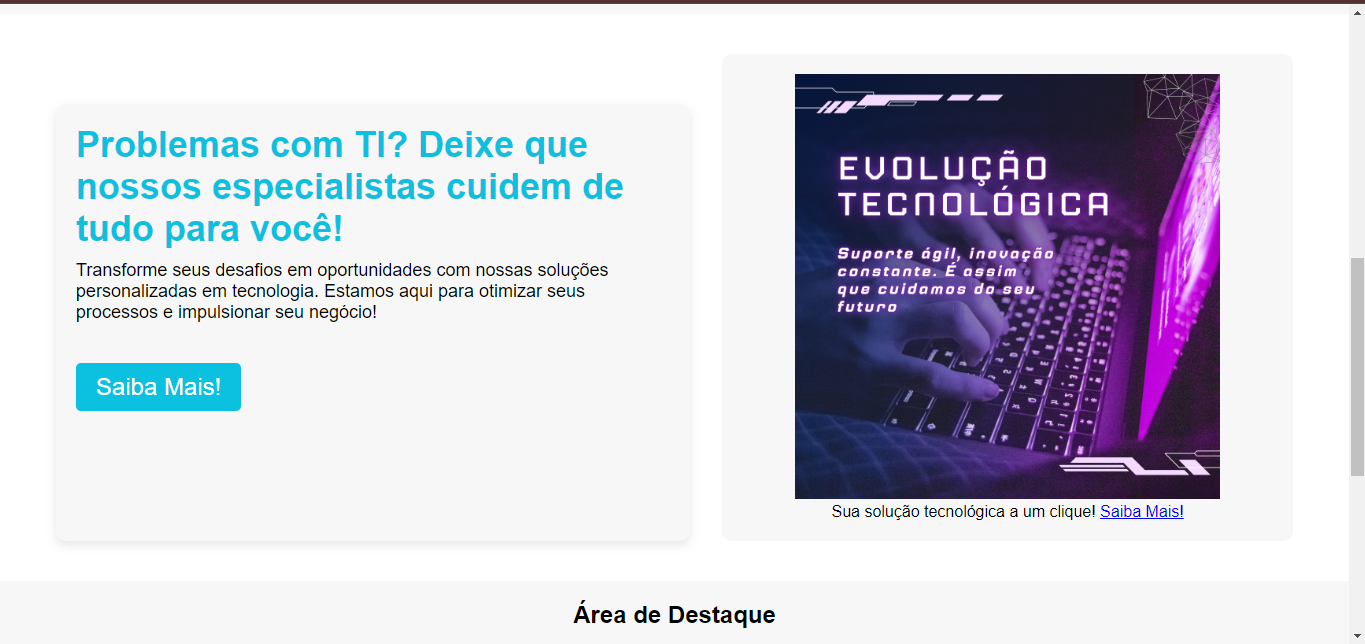 Problemas com TI? Deixe que
nossos especialistas cuidem de
tudo para você!
Transforme seus desafios em oportunidades com nossas soluções
personalizadas em tecnologia. Estamos aqui para otimizar seus
processos e impulsionar seu negócio!
Saiba Mais!
EVOLUÇÃO
TECNOLÓGICA
Suporte ágil, inovação
constante. É assim
que cuidamos do seu
futuro
Sua solução tecnológica a um clique! Saiba Mais!
Área de Destaque